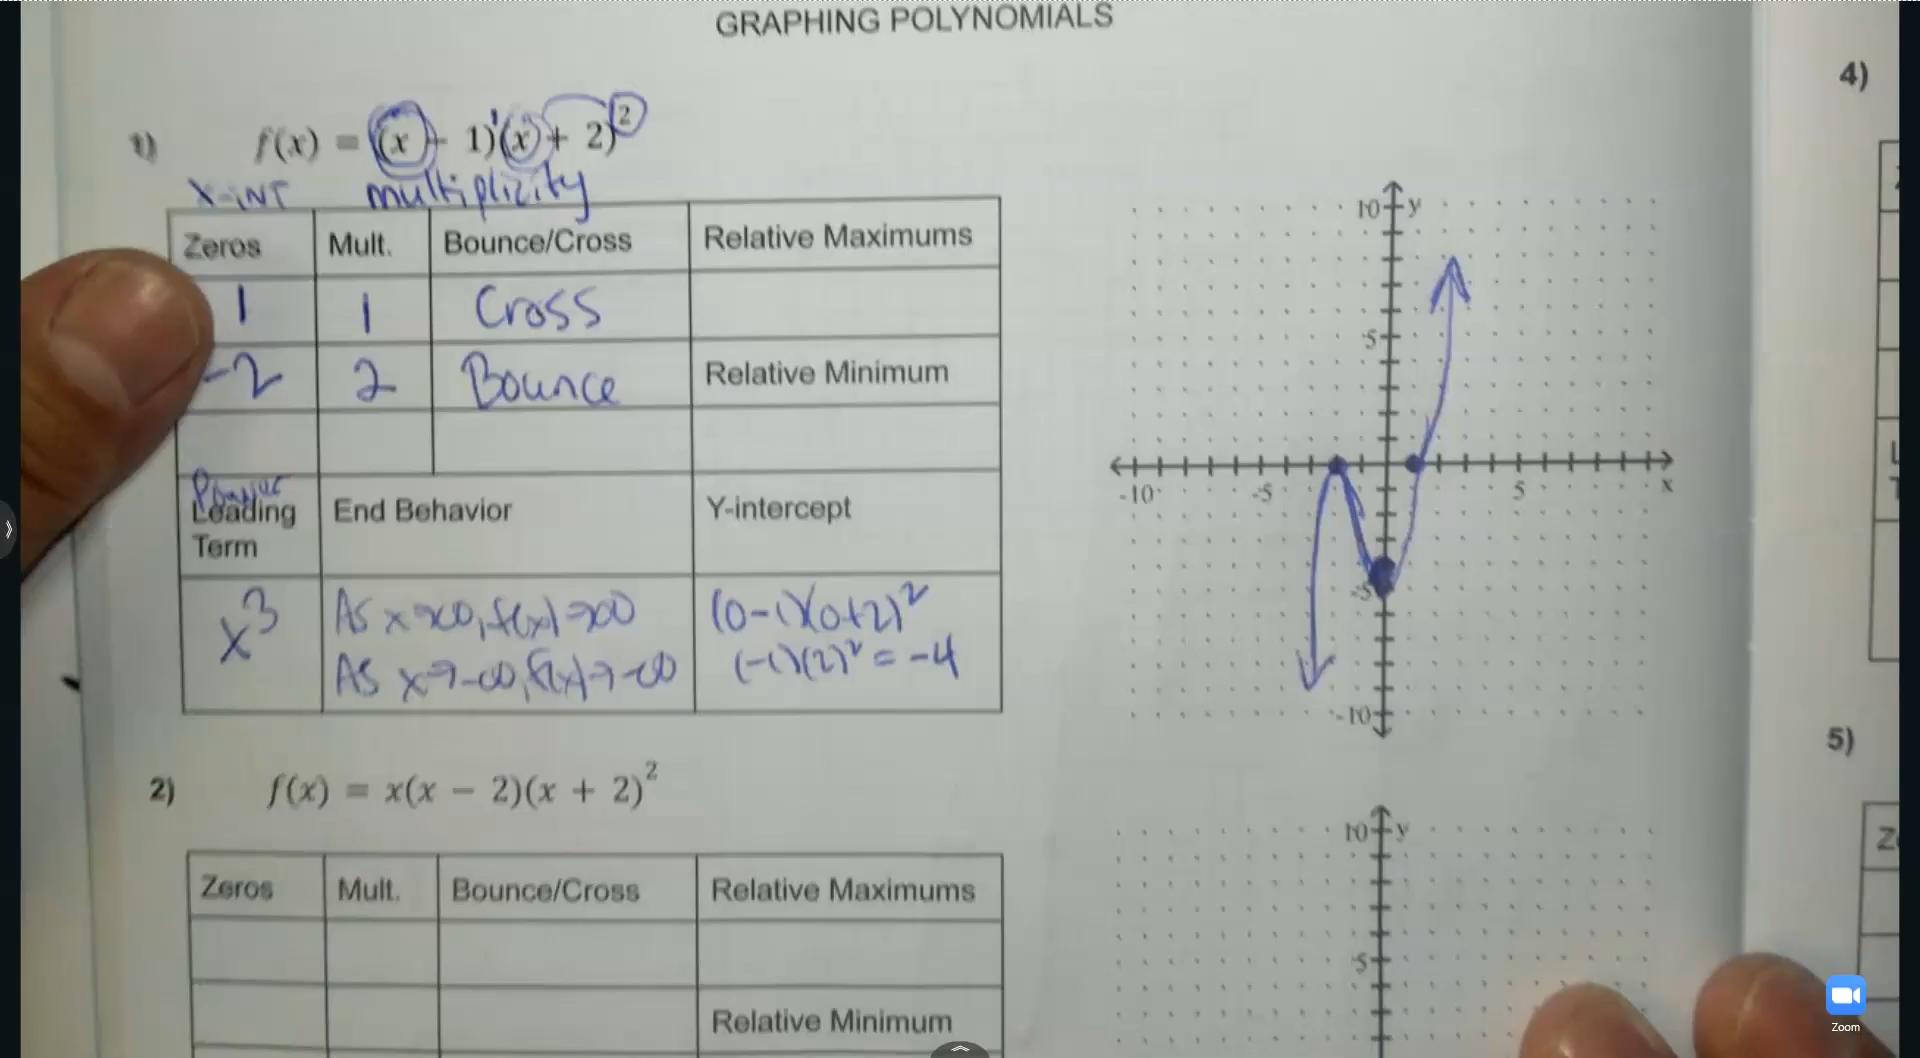 GRAPHING POLYNOMIALS
4)
1) f(x) = (x - 1)¹(x + 2)²
X-INT multiplicity
Zeros Mult. Bounce/Cross Relative Maximums
1 1 Cross
-2 2 Bounce Relative Minimum
Power
Leading Term End Behavior Y-intercept
x³ As x→∞, f(x)→∞ (0-1)(0+2)²
As x→-∞, f(x)→-∞ (-1)(2)² = -4
10 y
5
-10 -5 5 x
-5
-10
5)
2) f(x) = x(x - 2)(x + 2)²
Zeros Mult. Bounce/Cross Relative Maximums
Relative Minimum
10 y
5
Zoom